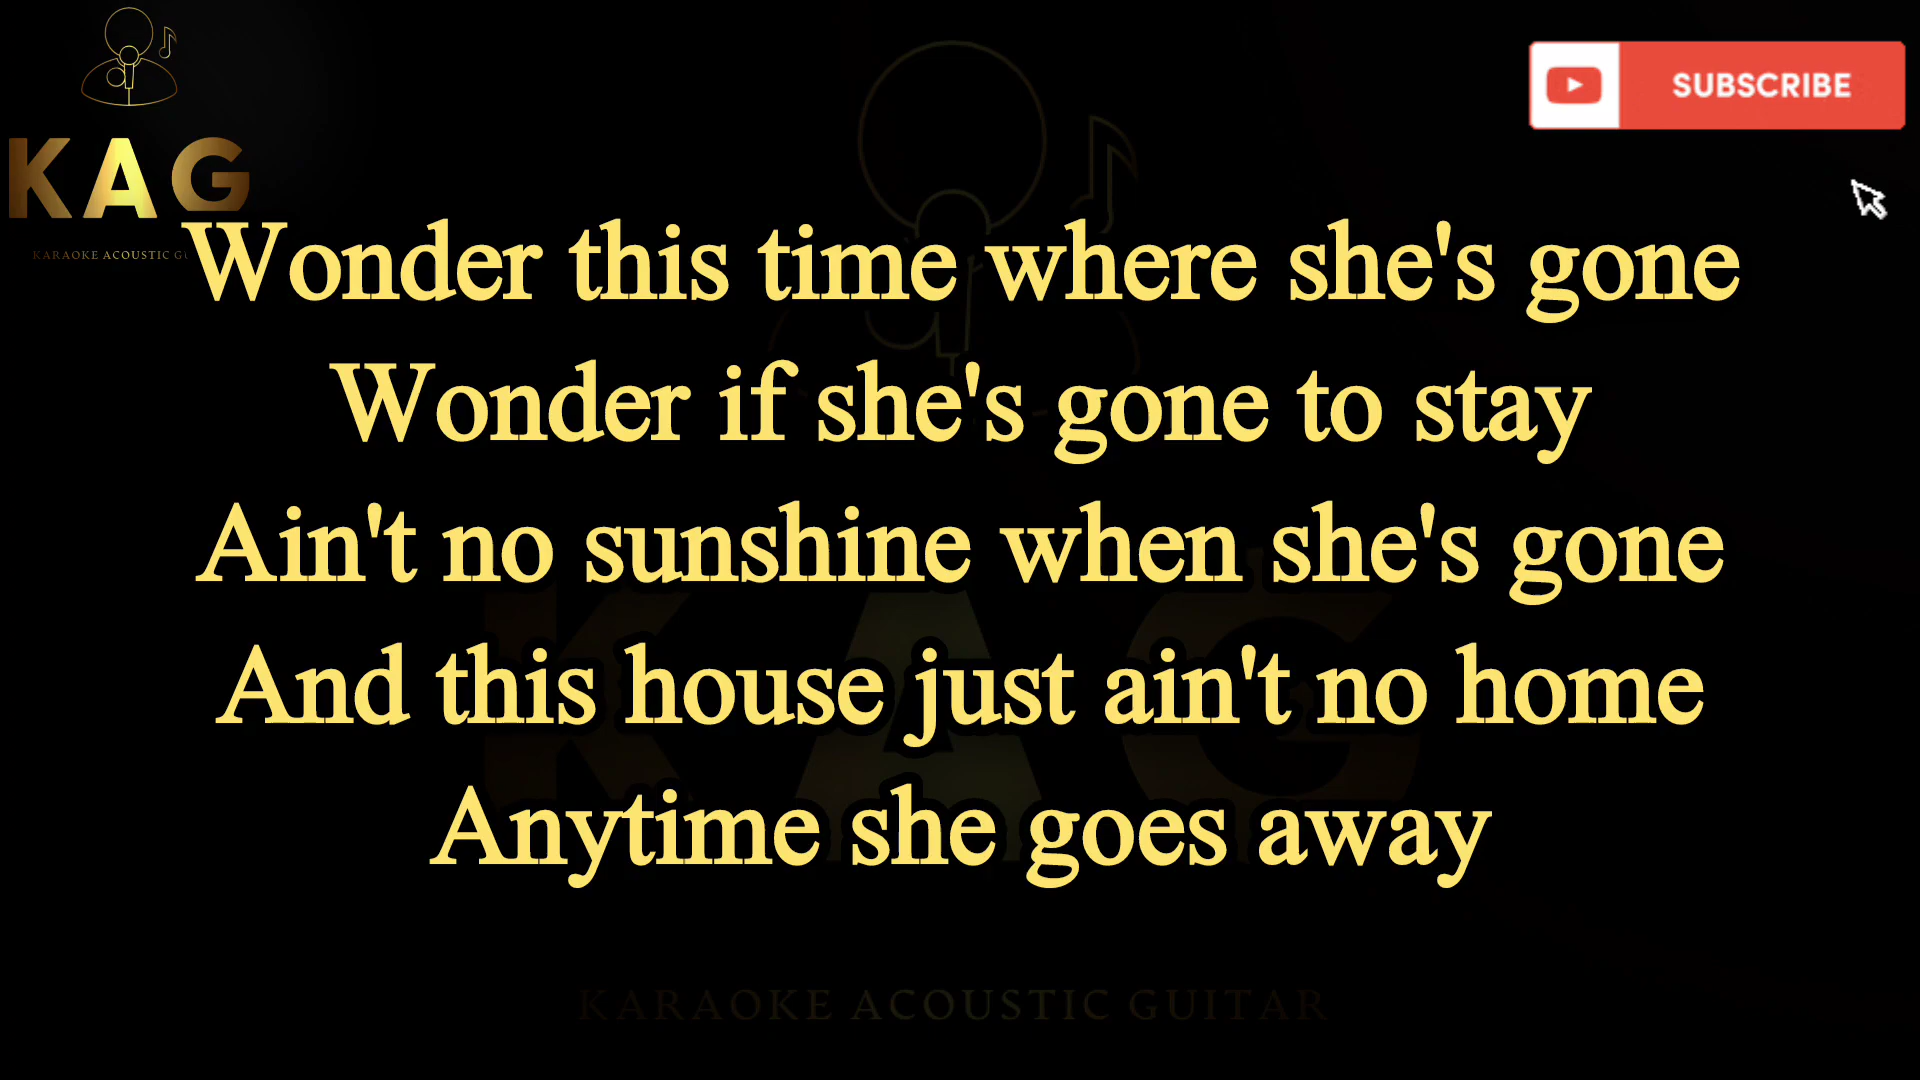 KAG
SUBSCRIBE
KARAOKE ACOUSTIC
Wonder this time where she's gone
Wonder if she's gone to stay
Ain't no sunshine when she's gone
And this house just ain't no home
Anytime she goes away
KAG
KARAOKE ACOUSTIC GUITAR